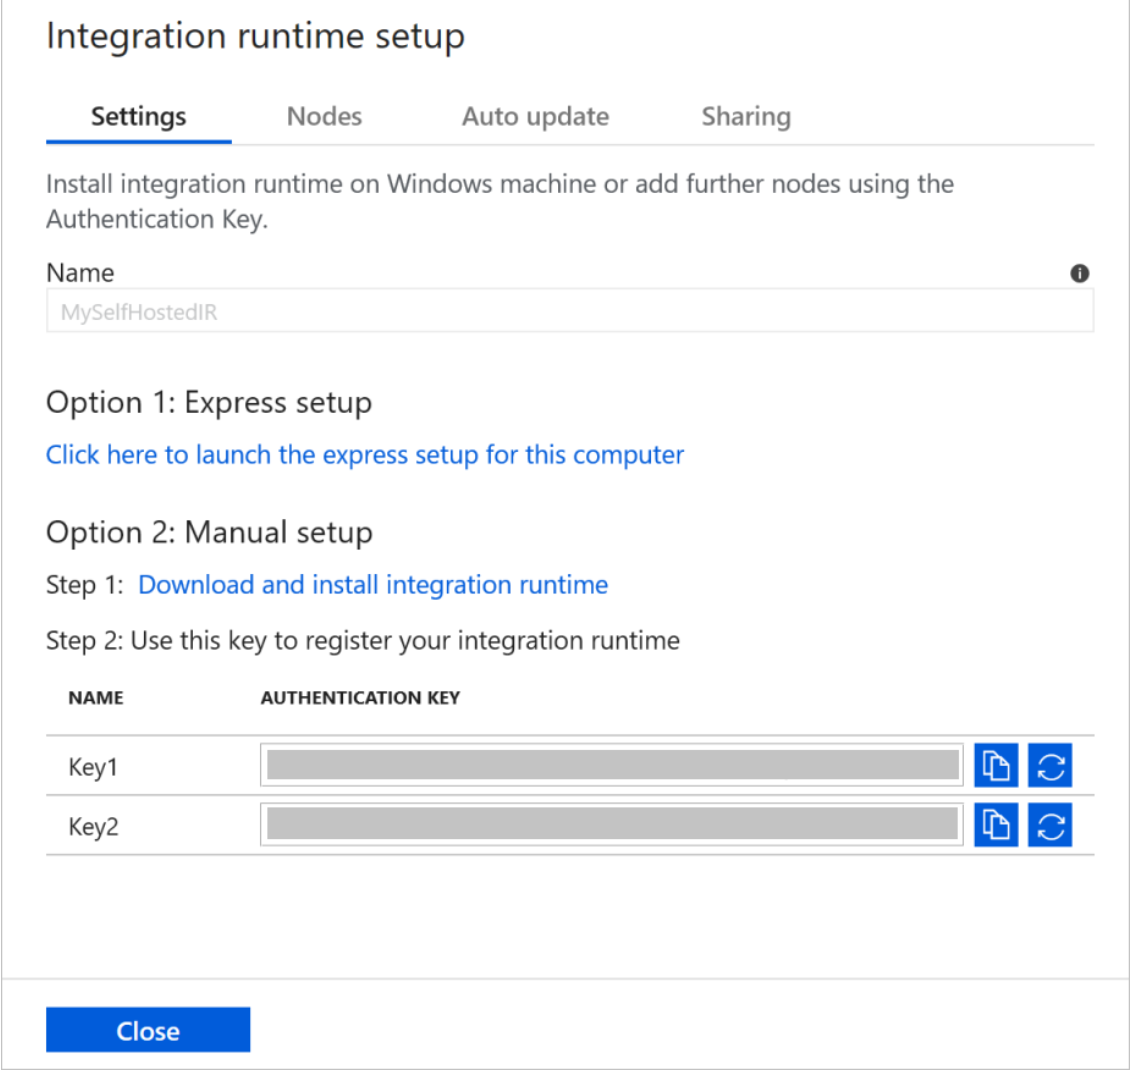 Integration runtime setup
Settings Nodes Auto update Sharing
Install integration runtime on Windows machine or add further nodes using the
Authentication Key.
Name
MySelfHostedIR
Option 1: Express setup
Click here to launch the express setup for this computer
Option 2: Manual setup
Step 1: Download and install integration runtime
Step 2: Use this key to register your integration runtime
NAME AUTHENTICATION KEY
Key1
Key2
Close